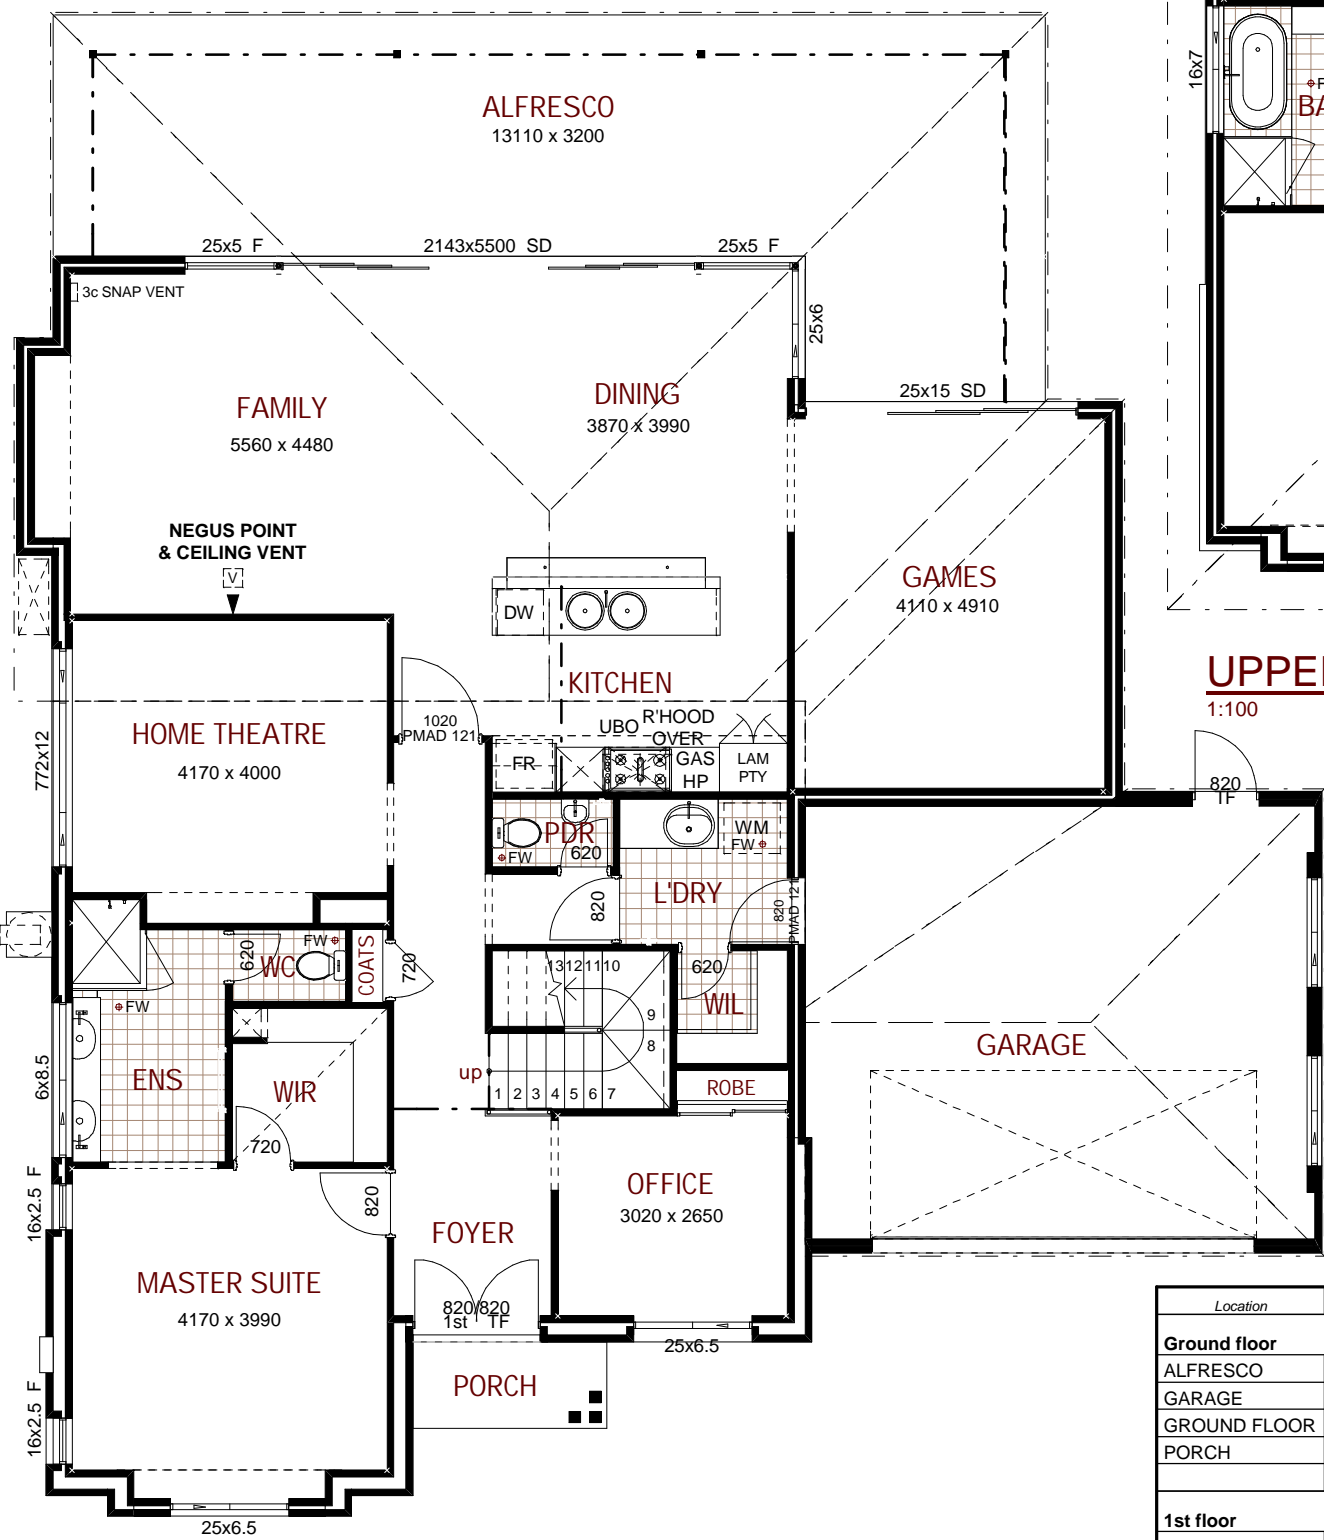 ALFRESCO
13110 x 3200
16x7
25x5 F
2143x5500 SD
25x5 F
3c SNAP VENT
25x6
FAMILY
5560 x 4480
DINING
3870 x 3990
25x15 SD
NEGUS POINT
& CEILING VENT
V
GAMES
4110 x 4910
DW
KITCHEN
UPPE
1:100
HOME THEATRE
4170 x 4000
772x12
1020
PMAD 121
UBO
R'HOOD
OVER
FR
GAS
HP
LAM
PTY
820
TF
PDR
620
FW
WM
FW
L'DRY
820
820
PMAD 121
FW
WC
620
COATS
720
FW
13 12 11 10
9
8
620
WIL
GARAGE
6x8.5
ENS
WIR
720
up
1 2 3 4 5 6 7
ROBE
16x2.5 F
820
FOYER
OFFICE
3020 x 2650
MASTER SUITE
4170 x 3990
820/820
1st TF
25x6.5
PORCH
16x2.5 F
25x6.5
Location
Ground floor
ALFRESCO
GARAGE
GROUND FLOOR
PORCH
1st floor